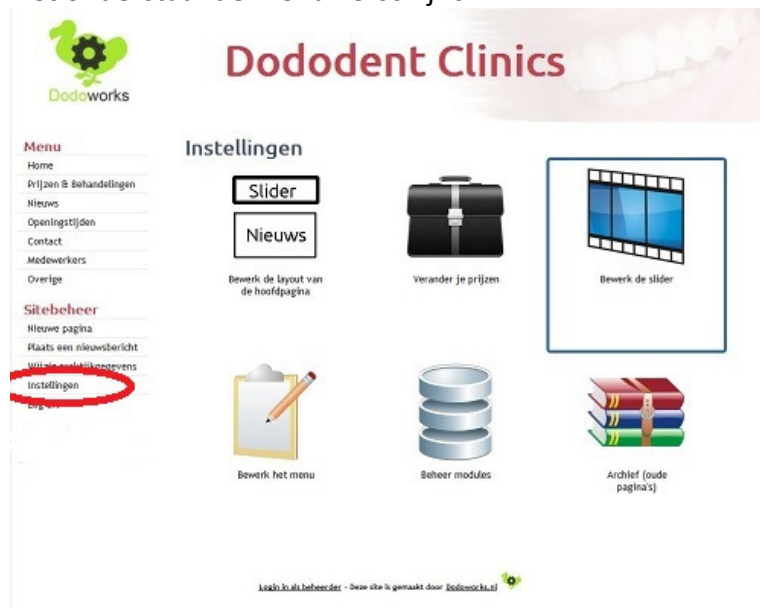 Dododent Clinics
Dodoworks
Menu
Home
Prijzen & Behandelingen
Nieuws
Openingstijden
Contact
Medewerkers
Overige
Sitebeheer
Nieuwe pagina
Plaats een nieuwsbericht
Wijzig praktijkgegevens
Instellingen
Instellingen
Slider
Nieuws
Bewerk de layout van
de hoofdpagina
Verander je prijzen
Bewerk de slider
Bewerk het menu
Beheer modules
Archief (oude
pagina's)
Login in als beheerder - Deze site is gemaakt door Dodoworks.nl